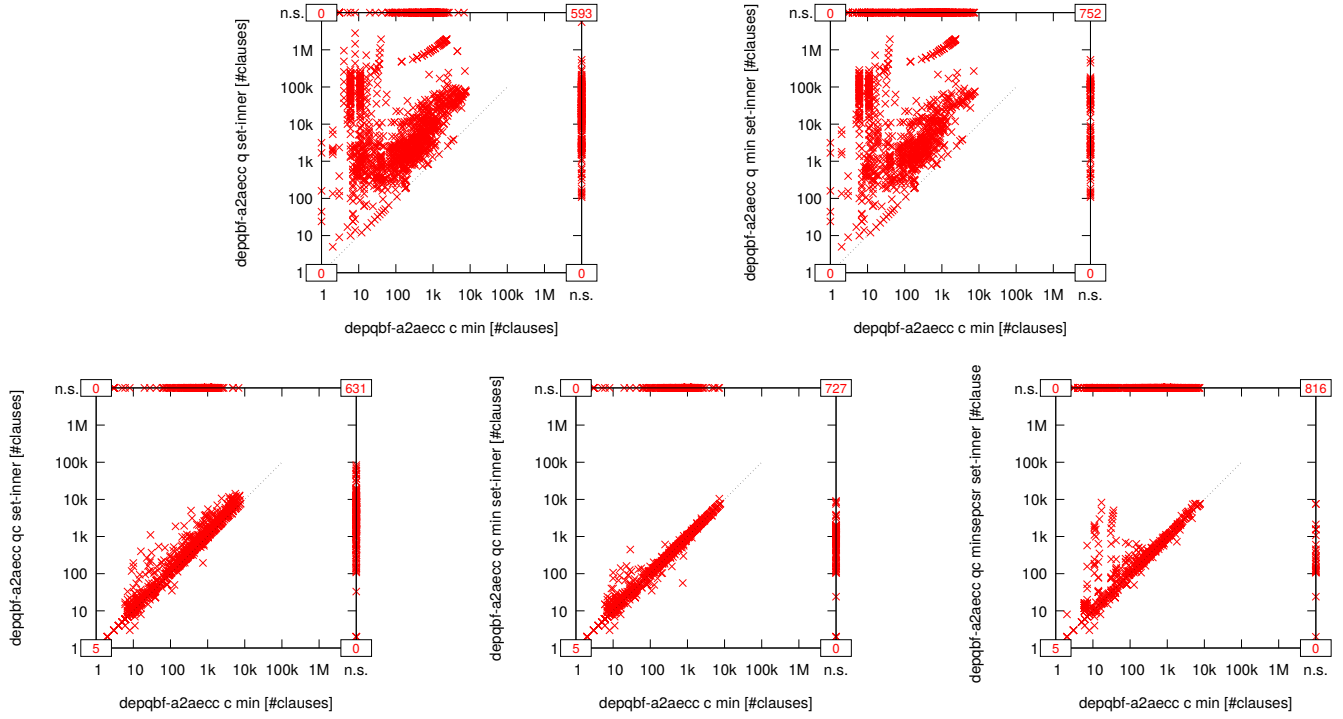 n.s.
0
593
1M
100k
10k
1k
100
10
1
0
0
1
10
100
1k
10k
100k
1M
n.s.
depqbf-a2aecc q set-inner [#clauses]
depqbf-a2aecc c min [#clauses]
n.s.
0
752
1M
100k
10k
1k
100
10
1
0
0
1
10
100
1k
10k
100k
1M
n.s.
depqbf-a2aecc q min set-inner [#clauses]
depqbf-a2aecc c min [#clauses]
n.s.
0
631
1M
100k
10k
1k
100
10
1
5
0
1
10
100
1k
10k
100k
1M
n.s.
depqbf-a2aecc qc set-inner [#clauses]
depqbf-a2aecc c min [#clauses]
n.s.
0
727
1M
100k
10k
1k
100
10
1
5
0
1
10
100
1k
10k
100k
1M
n.s.
depqbf-a2aecc qc min set-inner [#clauses]
depqbf-a2aecc c min [#clauses]
n.s.
0
816
1M
100k
10k
1k
100
10
1
5
0
1
10
100
1k
10k
100k
1M
n.s.
depqbf-a2aecc qc minsepcsr set-inner [#clause
depqbf-a2aecc c min [#clauses]